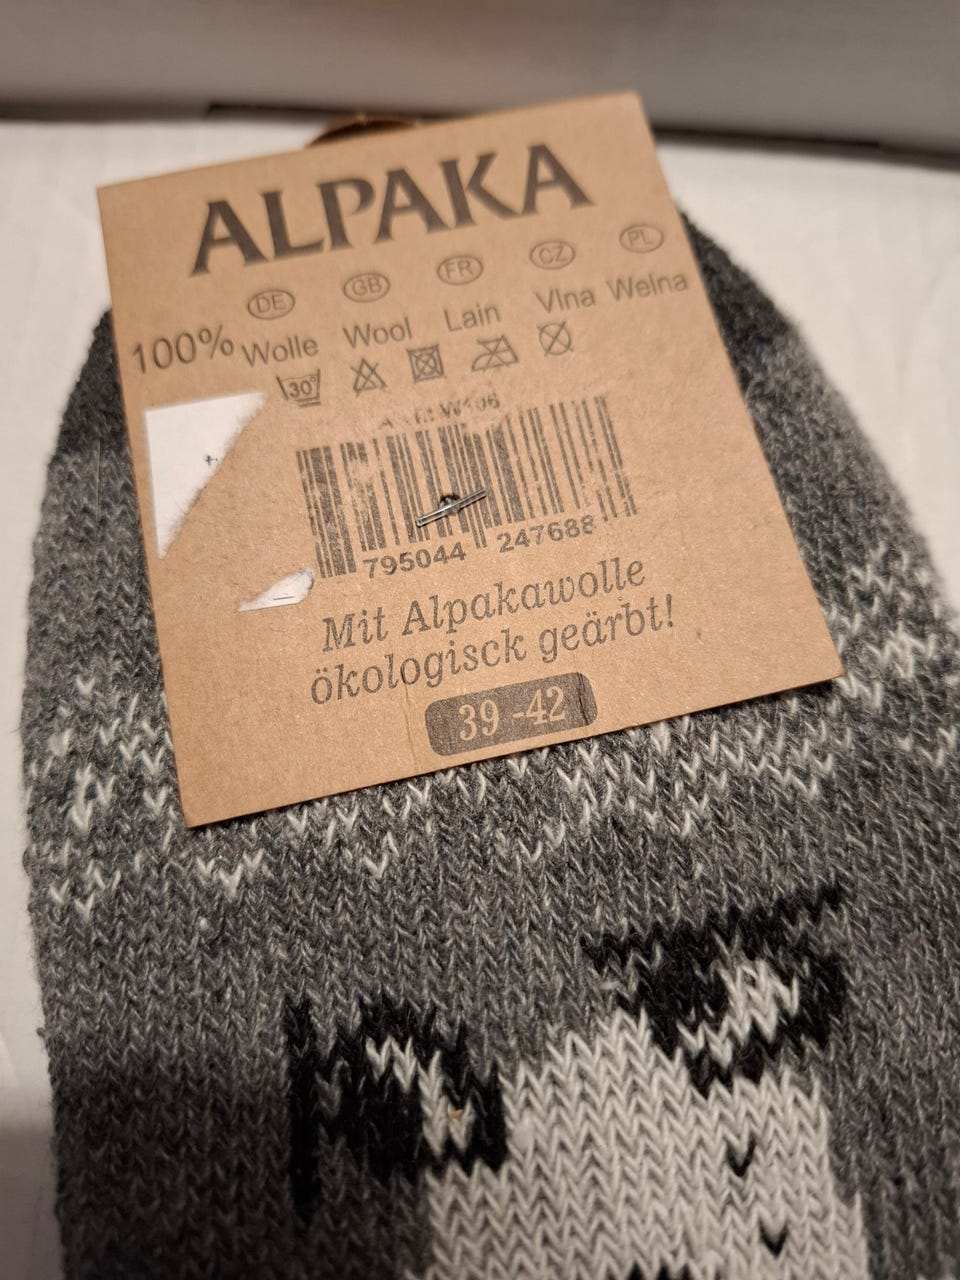 ALPAKA
DE GB FR CZ PL
100% Wolle Wool Lain Vlna Welna
30°
795044 247688
Mit Alpakawolle
ökologisck geärbt!
39 -42